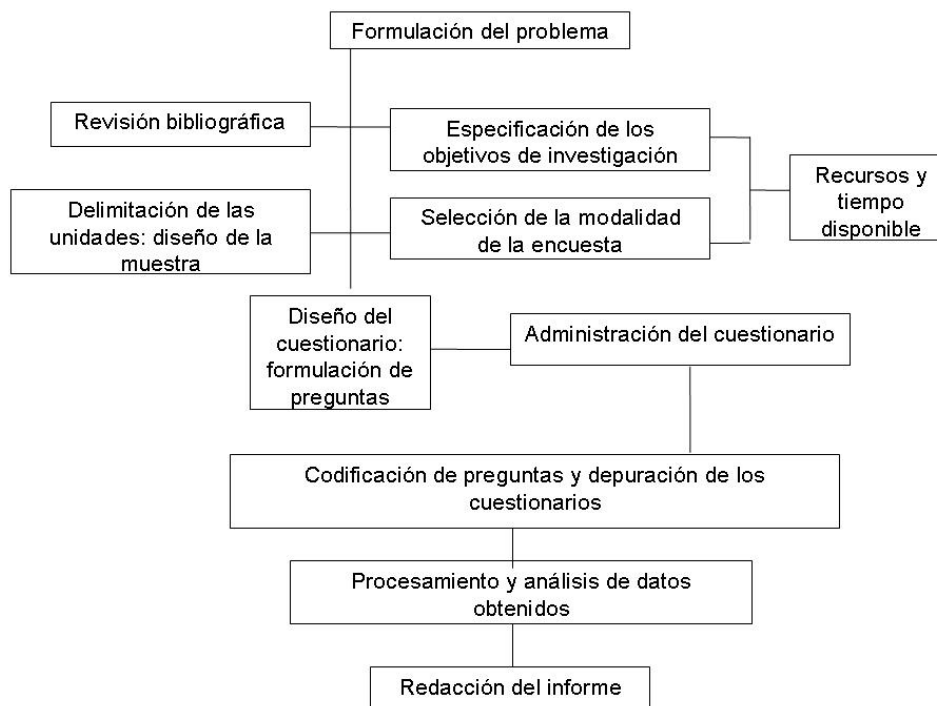 Formulación del problema
Revisión bibliográfica
Especificación de los
objetivos de investigación
Recursos y
tiempo
disponible
Delimitación de las
unidades: diseño de la
muestra
Selección de la modalidad
de la encuesta
Diseño del
cuestionario:
formulación de
preguntas
Administración del cuestionario
Codificación de preguntas y depuración de los
cuestionarios
Procesamiento y análisis de datos
obtenidos
Redacción del informe